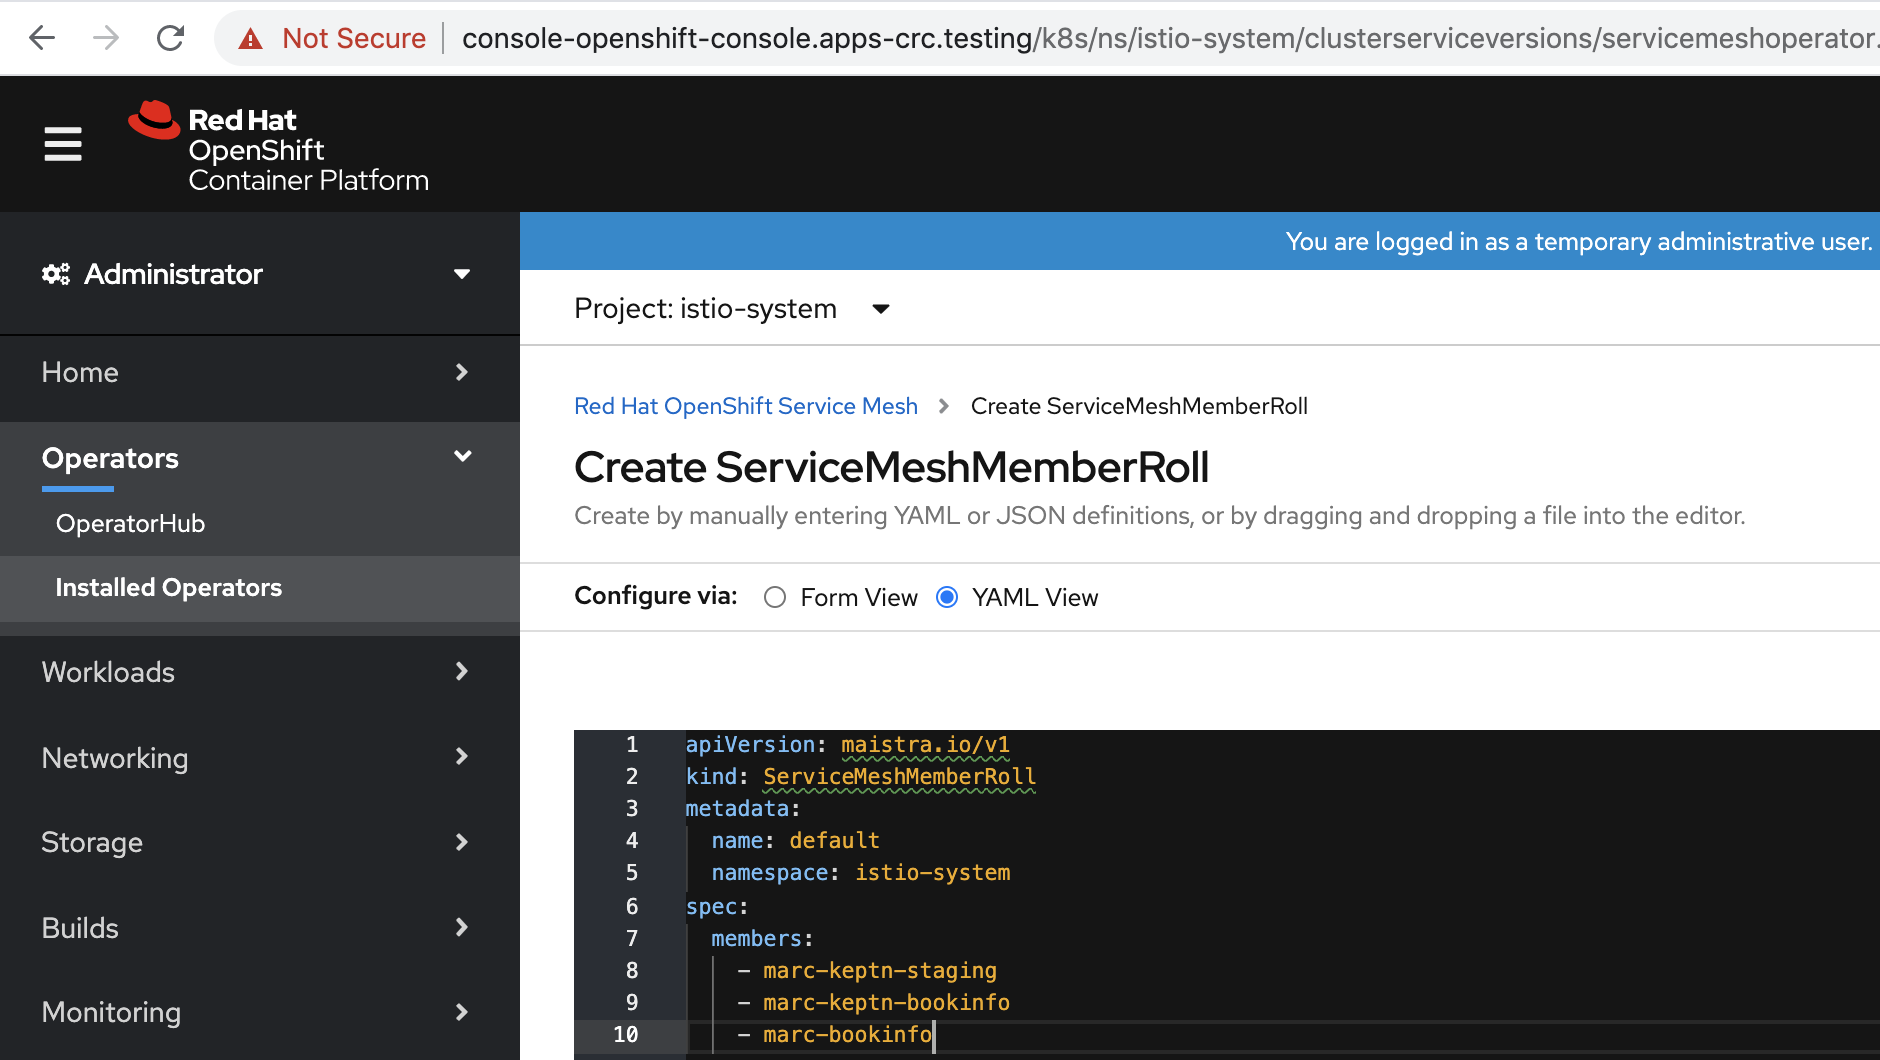 Not Secure console-openshift-console.apps-crc.testing/k8s/ns/istio-system/clusterserviceversions/servicemeshoperator.
Red Hat
OpenShift
Container Platform
You are logged in as a temporary administrative user.
Administrator
Home
Operators
OperatorHub
Installed Operators
Workloads
Networking
Storage
Builds
Monitoring
Project: istio-system
Red Hat OpenShift Service Mesh > Create ServiceMeshMemberRoll
Create ServiceMeshMemberRoll
Create by manually entering YAML or JSON definitions, or by dragging and dropping a file into the editor.
Configure via: Form View YAML View
1 apiVersion: maistra.io/v1
2 kind: ServiceMeshMemberRoll
3 metadata:
4   name: default
5   namespace: istio-system
6 spec:
7   members:
8     - marc-keptn-staging
9     - marc-keptn-bookinfo
10     - marc-bookinfo